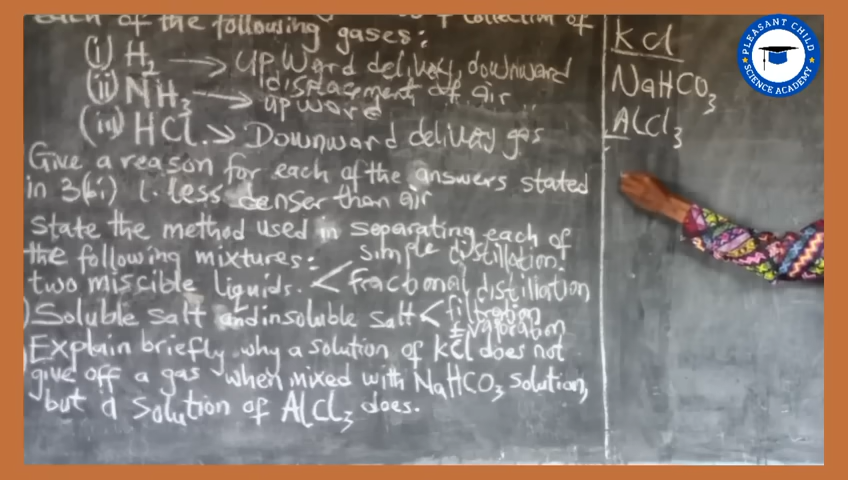 each of the following gases:
collection of
(i) H2 → Upward delivery, downward
displacement of air
(ii) NH3 → upward " "
(iii) HCl → Downward delivery gas
Give a reason for each of the answers stated
in 3(bi) 1. less denser than air
State the method used in separating each of
the following mixtures: simple distillation
two miscible liquids. < fractional distillation
) Soluble salt and insoluble salt < filtration
Evaporation
Explain briefly why a solution of KCl does not
give off a gas when mixed with NaHCO3 solution,
but a solution of AlCl3 does.
KCl
NaHCO3
AlCl3
PLEASANT CHILD
SCIENCE ACADEMY